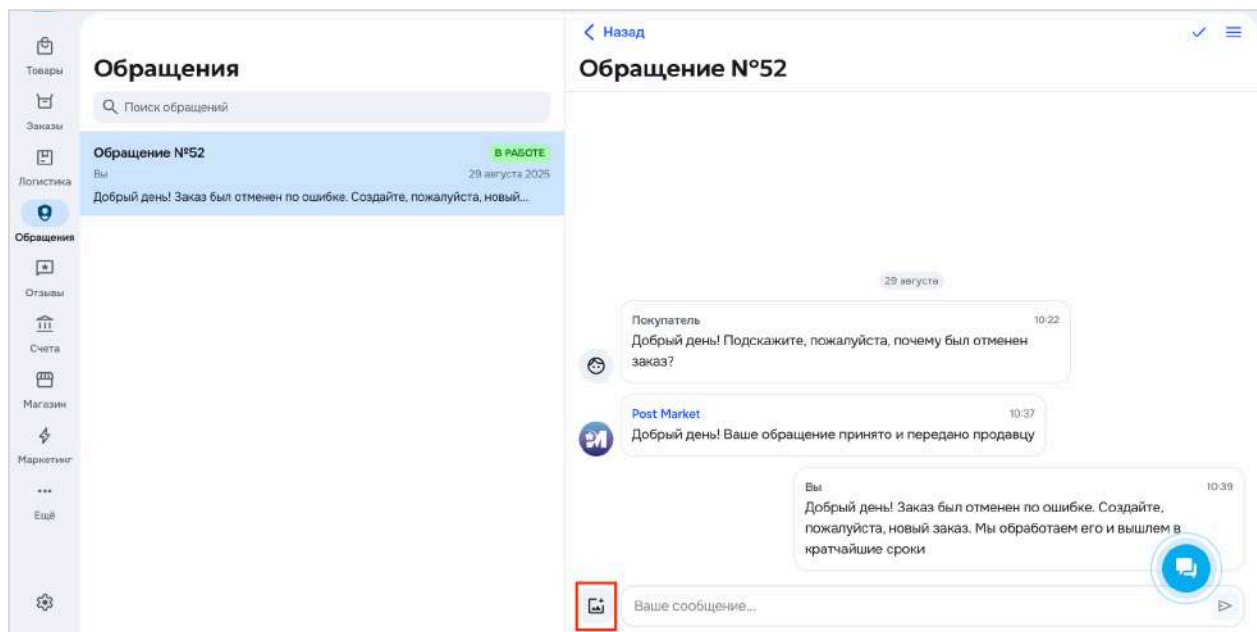 Товары
Заказы
Логистика
Обращения
Отзывы
Счета
Магазин
Маркетинг
Ещё
Обращения
Поиск обращений
Обращение №52
В РАБОТЕ
Вы
29 августа 2025
Добрый день! Заказ был отменен по ошибке. Создайте, пожалуйста, новый...
Назад
Обращение №52
29 августа
Покупатель
10:22
Добрый день! Подскажите, пожалуйста, почему был отменен
заказ?
Post Market
10:37
Добрый день! Ваше обращение принято и передано продавцу
Вы
10:39
Добрый день! Заказ был отменен по ошибке. Создайте,
пожалуйста, новый заказ. Мы обработаем его и вышлем в
кратчайшие сроки
Ваше сообщение...